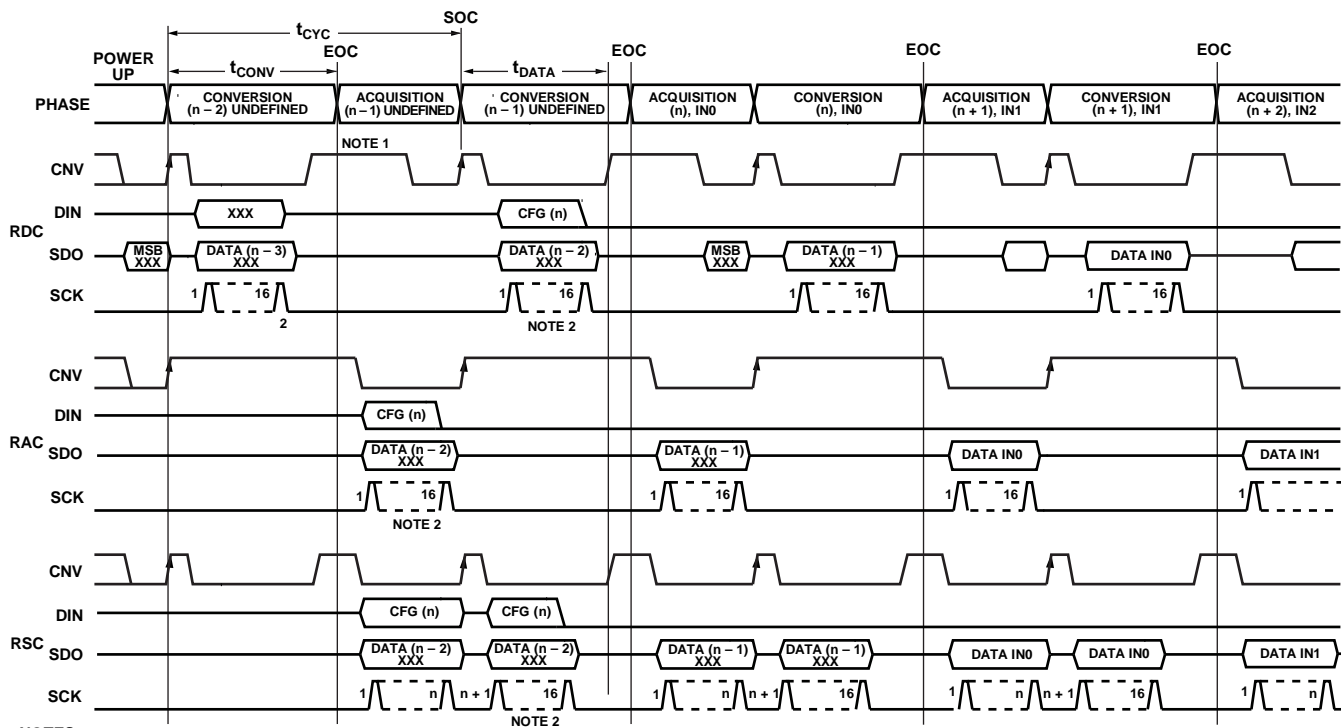 SOC
tCYC
POWER UP
EOC
EOC
EOC
EOC
tCONV
tDATA
PHASE
CONVERSION (n – 2) UNDEFINED
ACQUISITION (n – 1) UNDEFINED
CONVERSION (n – 1) UNDEFINED
ACQUISITION (n), IN0
CONVERSION (n), IN0
ACQUISITION (n + 1), IN1
CONVERSION (n + 1), IN1
ACQUISITION (n + 2), IN2
NOTE 1
CNV
RDC
DIN
XXX
CFG (n)
SDO
MSB XXX
DATA (n – 3) XXX
DATA (n – 2) XXX
MSB XXX
DATA (n – 1) XXX
DATA IN0
SCK
1 16
2
1 16
NOTE 2
1 16
1 16
CNV
DIN
CFG (n)
RAC
SDO
DATA (n – 2) XXX
DATA (n – 1) XXX
DATA IN0
DATA IN1
SCK
1 16
NOTE 2
1 16
1 16
1
CNV
DIN
CFG (n)
CFG (n)
RSC
SDO
DATA (n – 2) XXX
DATA (n – 2) XXX
DATA (n – 1) XXX
DATA (n – 1) XXX
DATA IN0
DATA IN0
DATA IN1
SCK
1 n n + 1 16
NOTE 2
1 n n + 1 16
1 n n + 1 16
1 n